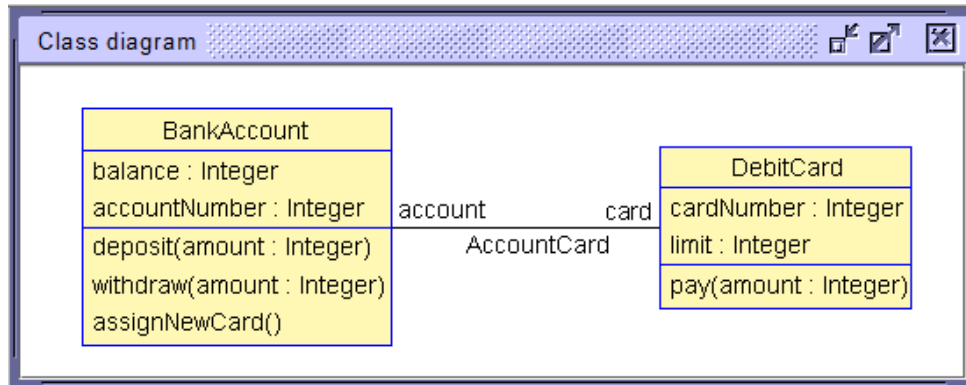 Class diagram
BankAccount
balance : Integer
accountNumber : Integer
deposit(amount : Integer)
withdraw(amount : Integer)
assignNewCard()
account
card
AccountCard
DebitCard
cardNumber : Integer
limit : Integer
pay(amount : Integer)